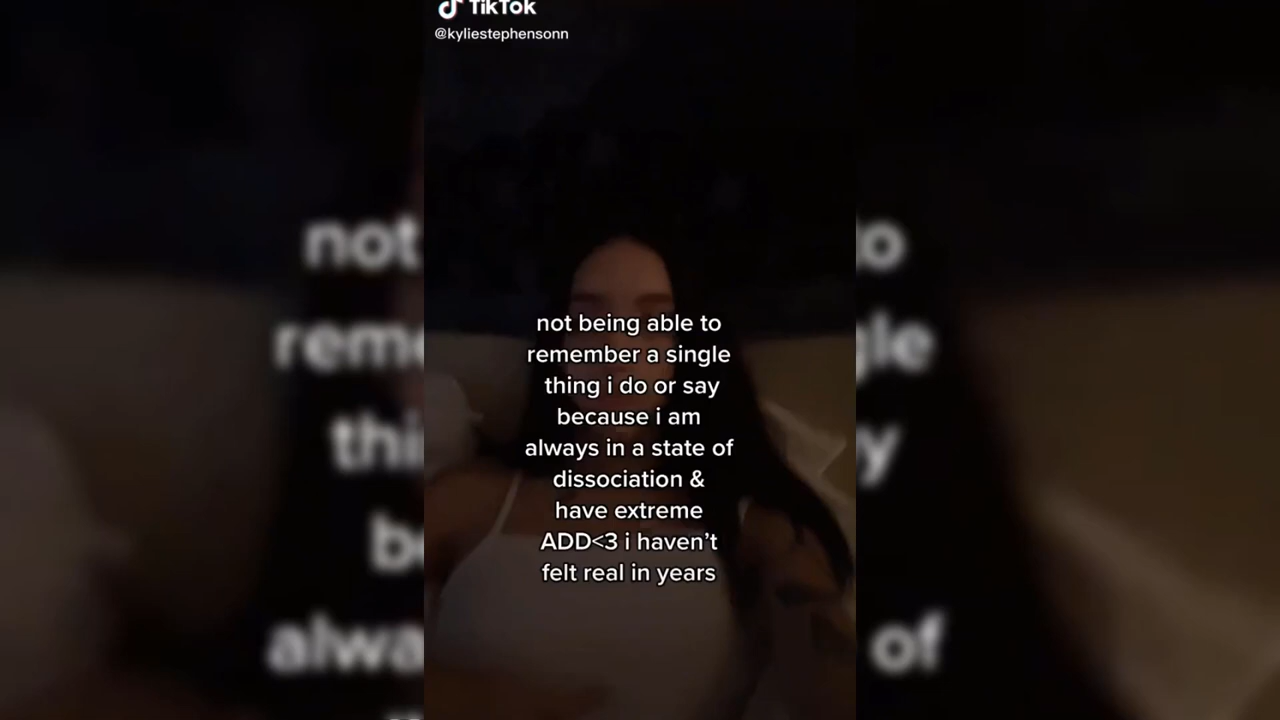 TikTok
@kyliestephensonn
not being able to
remember a single
thing i do or say
because i am
always in a state of
dissociation &
have extreme
ADD<3 i haven't
felt real in years